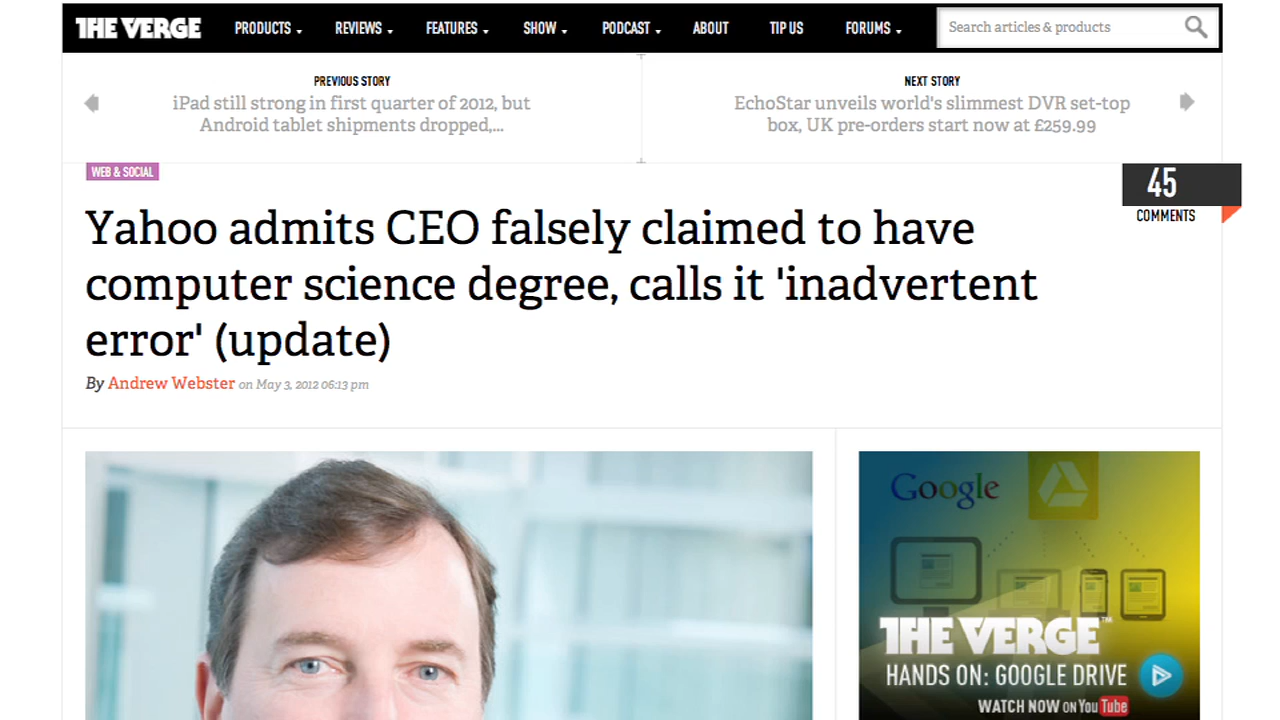 THE VERGE PRODUCTS REVIEWS FEATURES SHOW PODCAST ABOUT TIP US FORUMS Search articles & products
PREVIOUS STORY
iPad still strong in first quarter of 2012, but
Android tablet shipments dropped,...
NEXT STORY
EchoStar unveils world's slimmest DVR set-top
box, UK pre-orders start now at £259.99
WEB & SOCIAL
45
COMMENTS
Yahoo admits CEO falsely claimed to have
computer science degree, calls it 'inadvertent
error' (update)
By Andrew Webster on May 3, 2012 06:13 pm
Google
THE VERGE™
HANDS ON: GOOGLE DRIVE
WATCH NOW ON YouTube